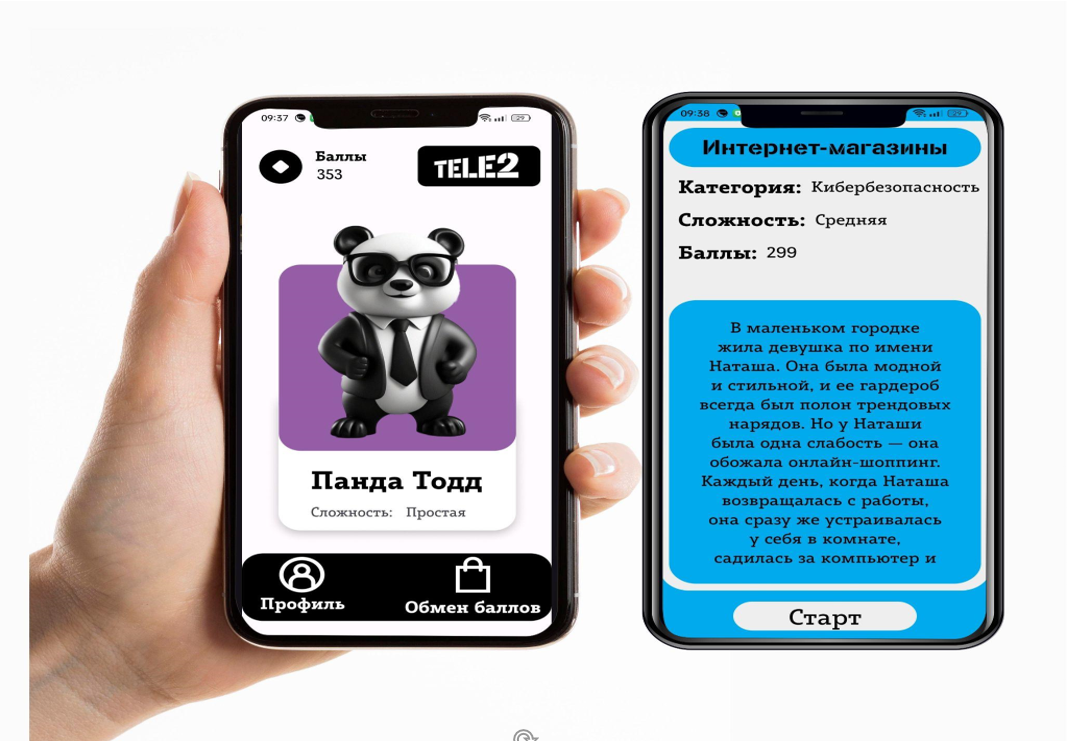 09:37
29
Баллы
353
TELE2
Панда Тодд
Сложность: Простая
Профиль
Обмен баллов
09:38
29
Интернет-магазины
Категория: Кибербезопасность
Сложность: Средняя
Баллы: 299
В маленьком городке
жила девушка по имени
Наташа. Она была модной
и стильной, и ее гардероб
всегда был полон трендовых
нарядов. Но у Наташи
была одна слабость — она
обожала онлайн-шоппинг.
Каждый день, когда Наташа
возвращалась с работы,
она сразу же устраивалась
у себя в комнате,
садилась за компьютер и
Старт